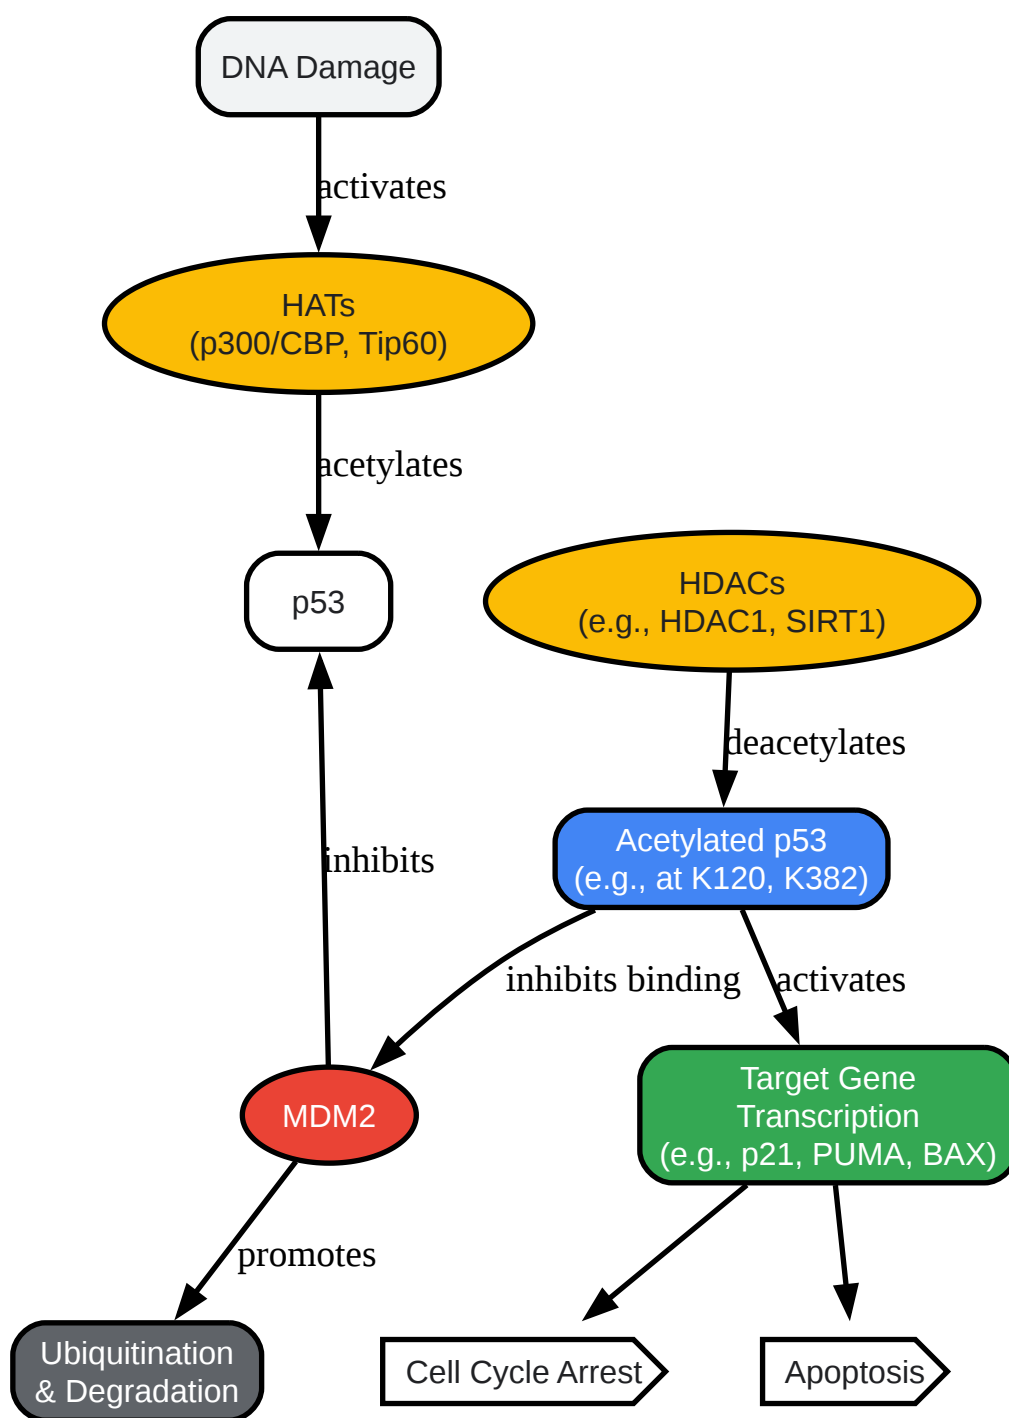 DNA Damage
activates
HATs
(p300/CBP, Tip60)
acetylates
p53
HDACs
(e.g., HDAC1, SIRT1)
deacetylates
Acetylated p53
(e.g., at K120, K382)
inhibits
inhibits binding
activates
MDM2
Target Gene
Transcription
(e.g., p21, PUMA, BAX)
promotes
Ubiquitination
& Degradation
Cell Cycle Arrest
Apoptosis